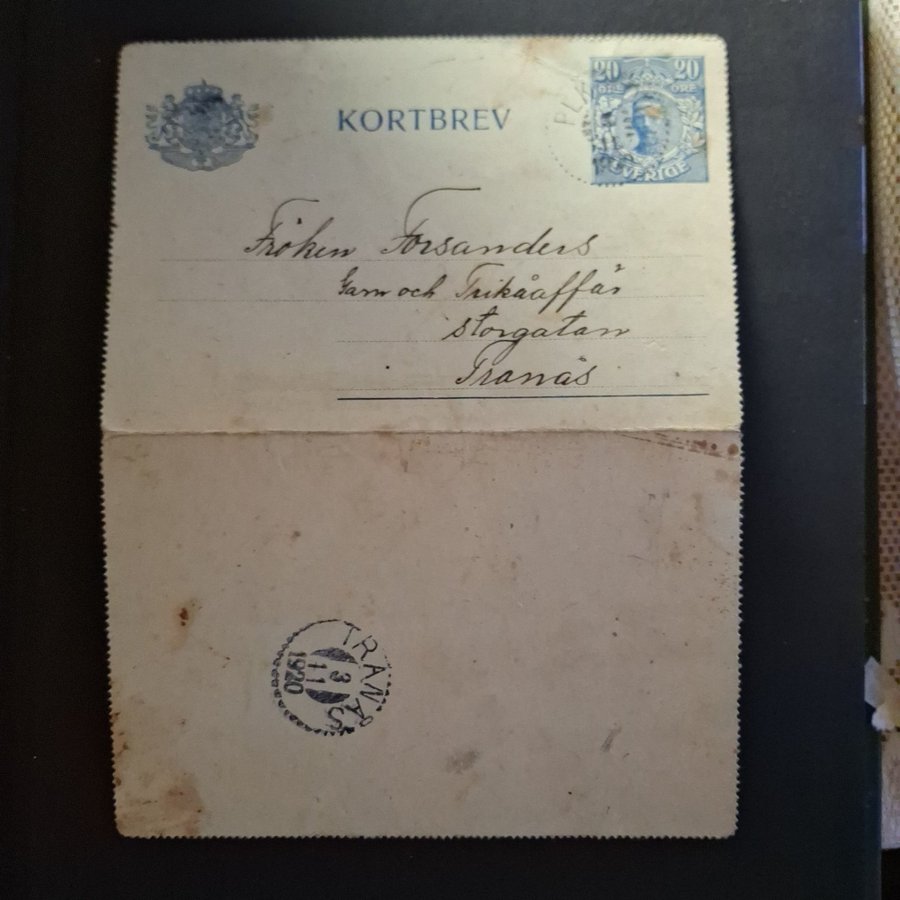 KORTBREV
20 20
ÖRE ÖRE
SVERIGE
Fröken Forsanders
Garn och Trikåaffär
Storgatan
Tranås
TRANÅS
3
11
1920